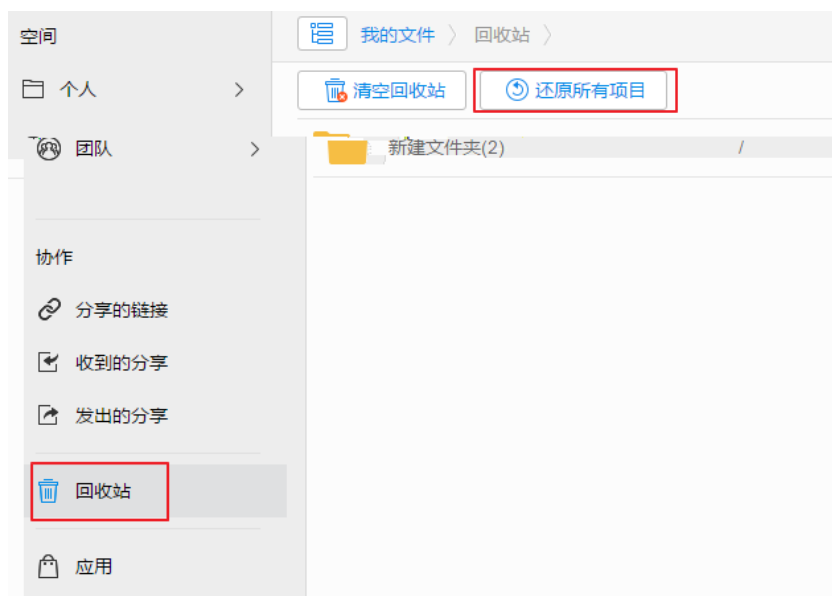 空间
个人
团队
协作
分享的链接
收到的分享
发出的分享
回收站
应用
我的文件 〉 回收站 〉
清空回收站 还原所有项目
新建文件夹(2) /